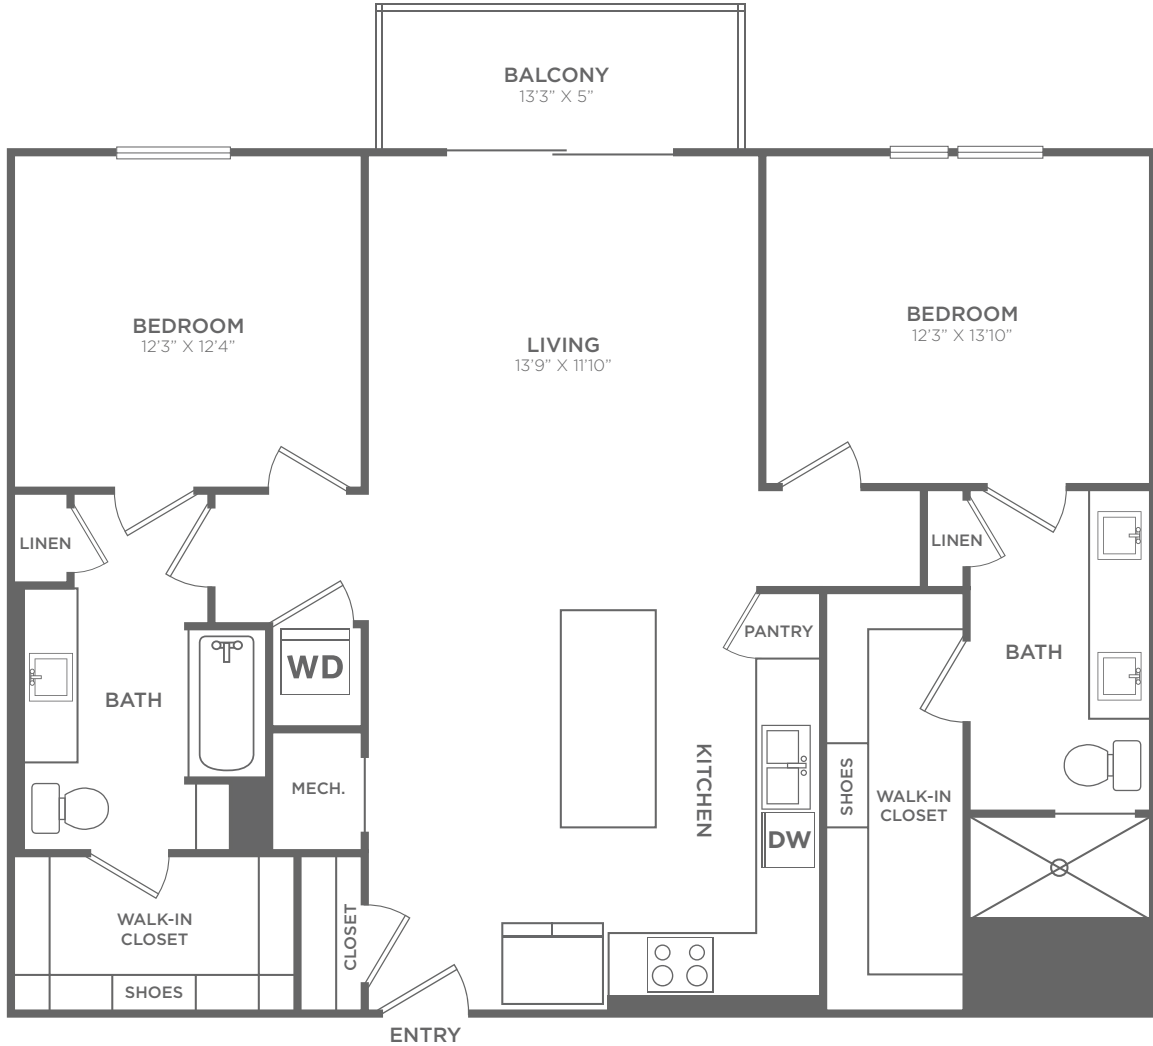 BALCONY
13'3” X 5”
BEDROOM
12'3” X 12'4”
LIVING
13'9” X 11'10”
BEDROOM
12'3” X 13'10”
LINEN
LINEN
PANTRY
WD
BATH
BATH
KITCHEN
MECH.
SHOES
WALK-IN
CLOSET
DW
WALK-IN
CLOSET
CLOSET
SHOES
ENTRY